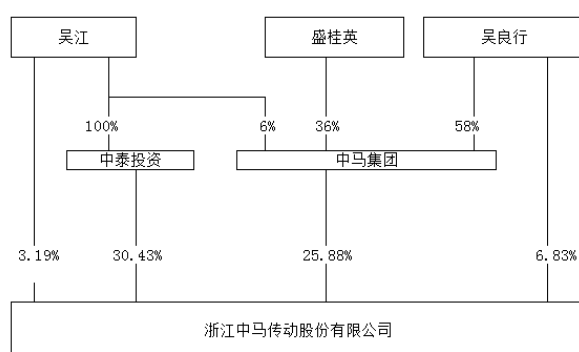 吴江
盛桂英
吴良行
100%
6%
36%
58%
中泰投资
中马集团
3.19%
30.43%
25.88%
6.83%
浙江中马传动股份有限公司